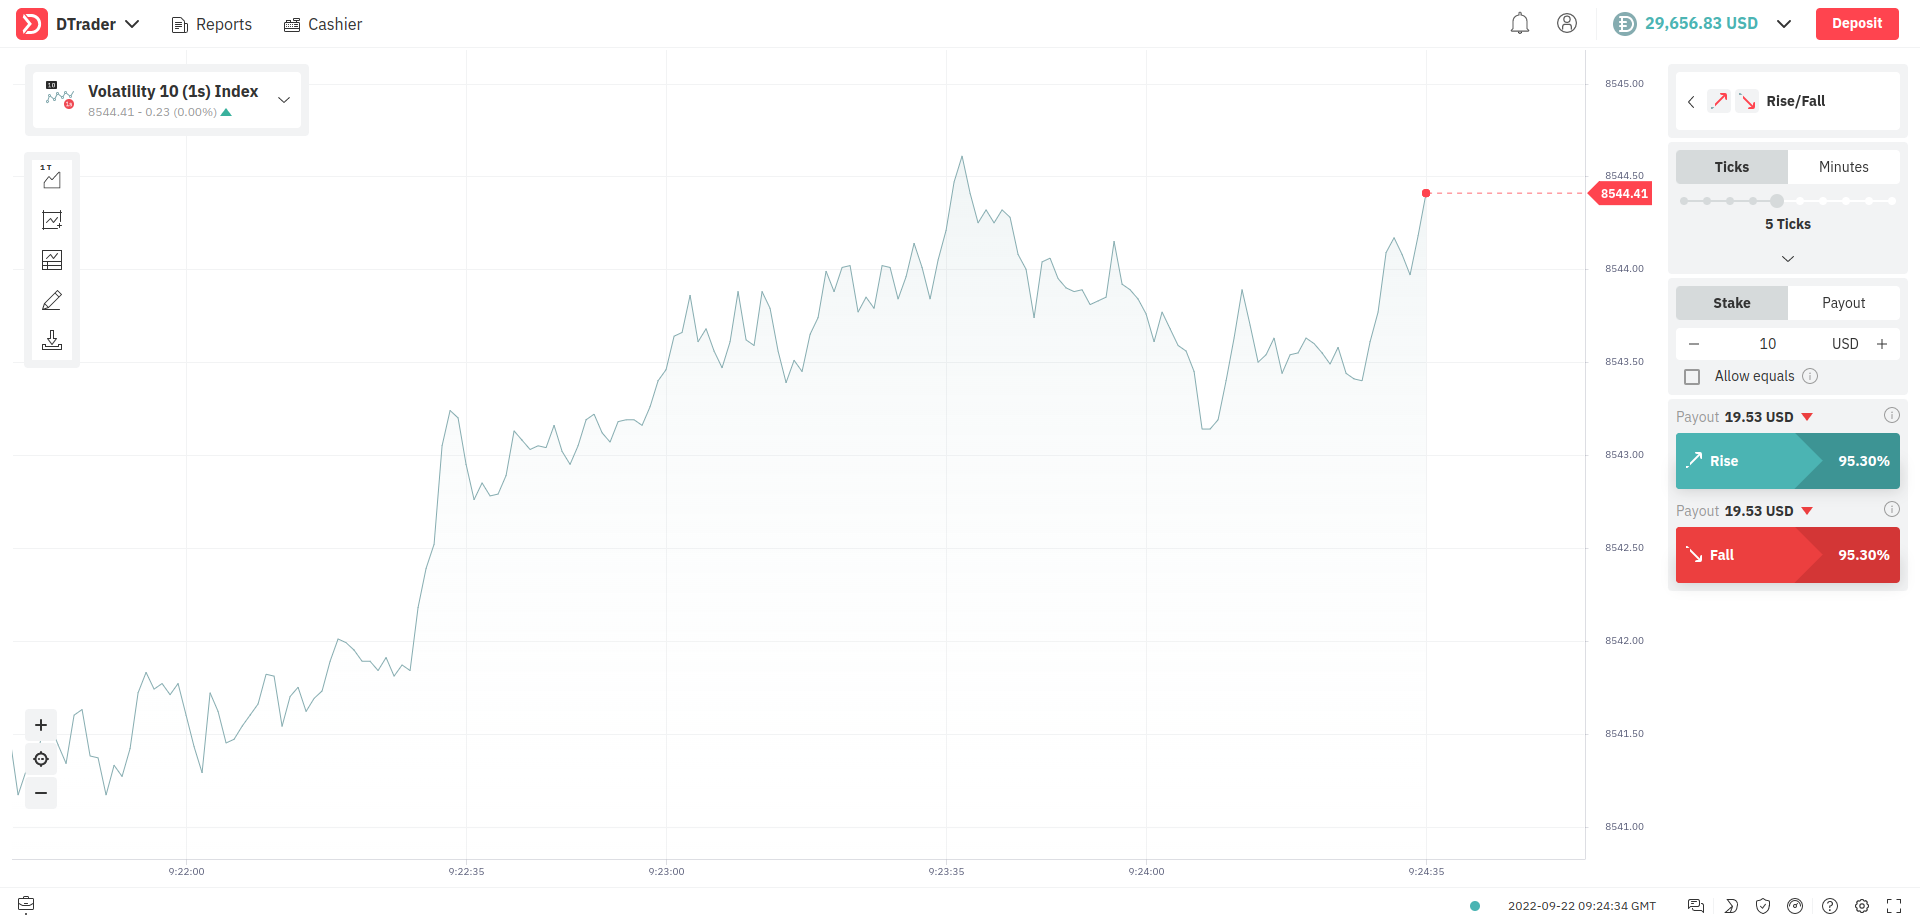 DTrader
Reports
Cashier
29,656.83 USD
Deposit
10
1s
Volatility 10 (1s) Index
8544.41 - 0.23 (0.00%)
1T
8545.00
8544.50
8544.41
8544.00
8543.50
8543.00
8542.50
8542.00
8541.50
8541.00
9:22:00
9:22:35
9:23:00
9:23:35
9:24:00
9:24:35
Rise/Fall
Ticks Minutes
5 Ticks
Stake Payout
10 USD
Allow equals
Payout 19.53 USD
Rise 95.30%
Payout 19.53 USD
Fall 95.30%
2022-09-22 09:24:34 GMT